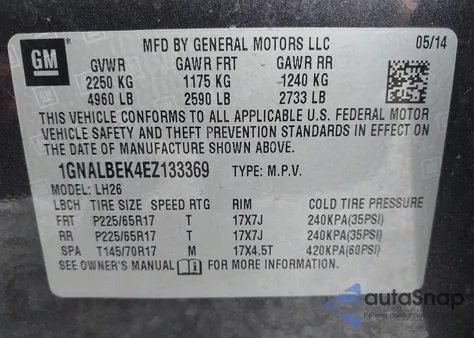 GM
MFD BY GENERAL MOTORS LLC 05/14
GVWR GAWR FRT GAWR RR
2250 KG 1175 KG 1240 KG
4960 LB 2590 LB 2733 LB
THIS VEHICLE CONFORMS TO ALL APPLICABLE U.S. FEDERAL MOTOR
VEHICLE SAFETY AND THEFT PREVENTION STANDARDS IN EFFECT ON
THE DATE OF MANUFACTURE SHOWN ABOVE.
1GNALBEK4EZ133369 TYPE: M.P.V.
MODEL: LH26
LBCH TIRE SIZE SPEED RTG RIM COLD TIRE PRESSURE
FRT P225/65R17 T 17X7J 240KPA(35PSI)
RR P225/65R17 T 17X7J 240KPA(35PSI)
SPA T145/70R17 M 17X4.5T 420KPA(60PSI)
SEE OWNER'S MANUAL FOR MORE INFORMATION
autoSnap